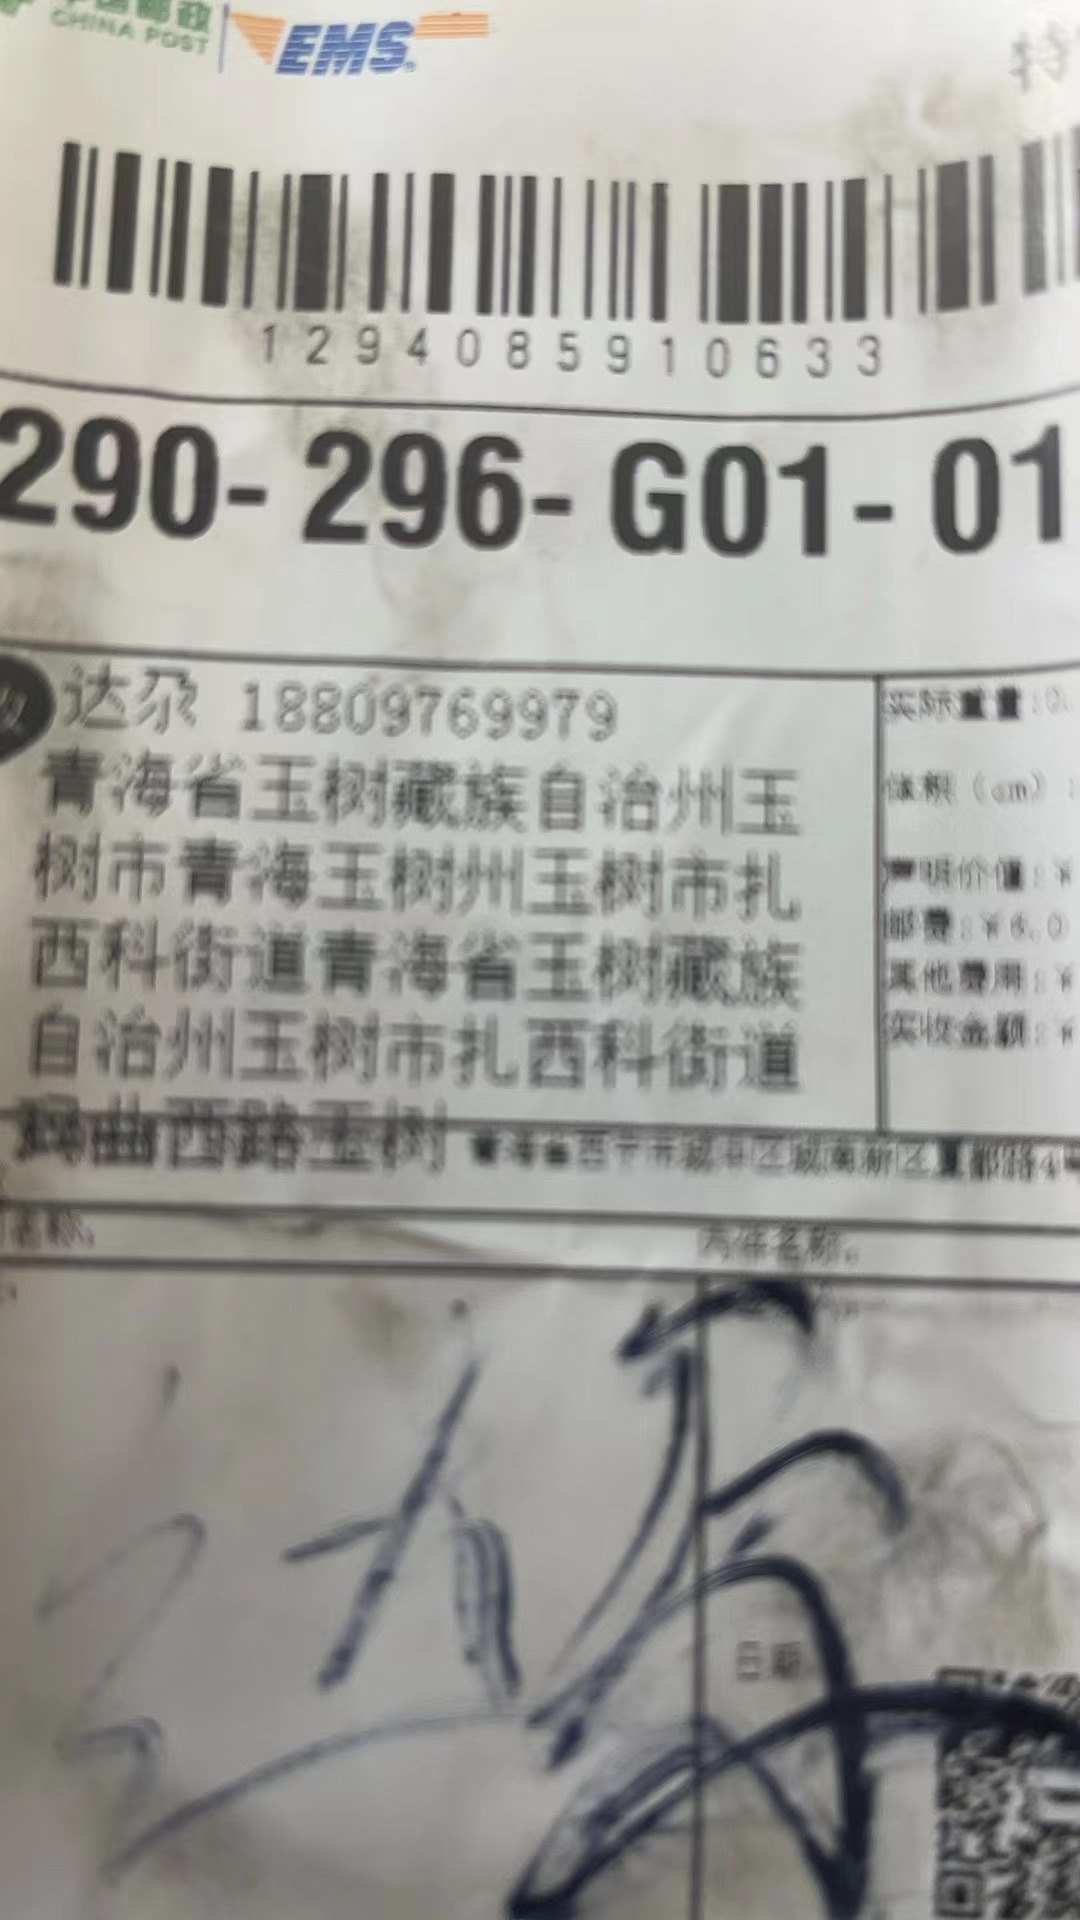 中国邮政
CHINA POST
EMS
特
1294085910633
290-296-G01-01
达尕 18809769979
青海省玉树藏族自治州玉
树市青海玉树州玉树市扎
西科街道青海省玉树藏族
自治州玉树市扎西科街道
曲西路玉树
青海省西宁市城中区城南新区夏都路4号
实际重量:0.
体积（cm）:
声明价值:¥
邮费:¥6.0
其他费用:¥
实收金额:¥
名称:
内件名称:
达尕
日期